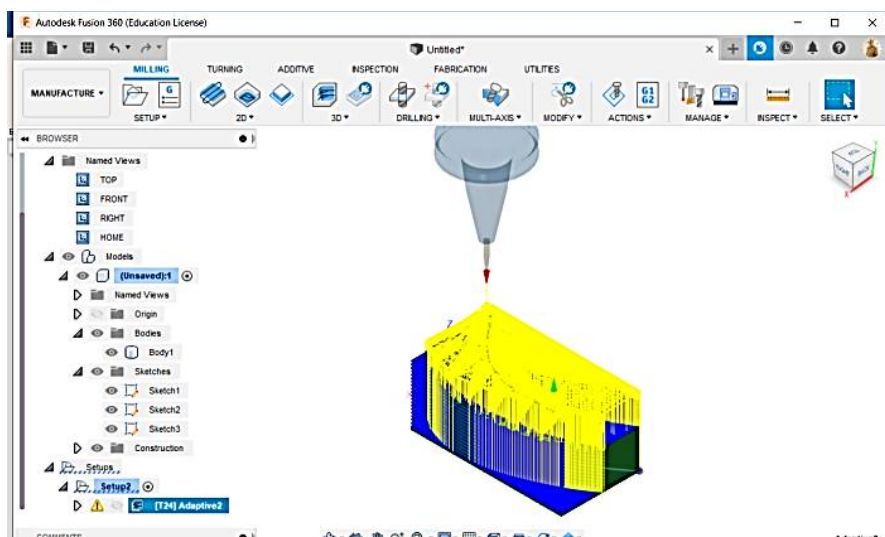 Autodesk Fusion 360 (Education License)
Untitled*
MILLING TURNING ADDITIVE INSPECTION FABRICATION UTILITIES
MANUFACTURE
G
G1
G2
SETUP 2D 3D DRILLING MULTI-AXIS MODIFY ACTIONS MANAGE INSPECT SELECT
BROWSER
Named Views
TOP
FRONT
RIGHT
HOME
Models
(Unsaved):1
Named Views
Origin
Bodies
Body1
Sketches
Sketch1
Sketch2
Sketch3
Construction
Setups
Setup2
[T24] Adaptive2
COMMENTS
Z
X